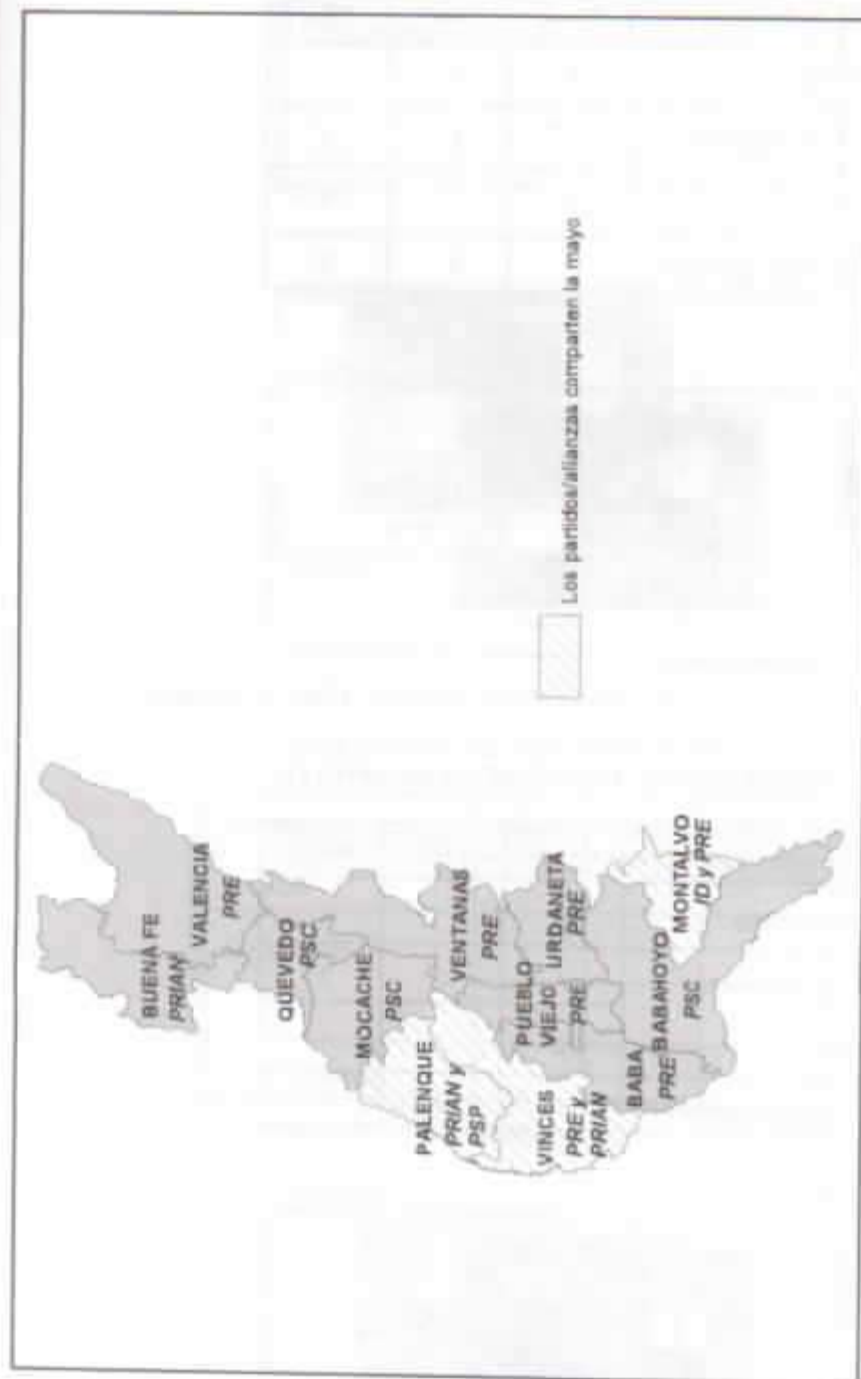 BUENA FE
PRIAN
VALENCIA
PRE
QUEVEDO
PSC
MOCACHE
PSC
PALENQUE
PRIAN y
PSP
VENTANAS
PRE
VINCES
PRE y
PRIAN
PUEBLO
VIEJO
PRE
URDANETA
PRE
BABA
PRE
BABAHOYO
PSC
MONTALVO
ID y PRE
Los partidos/alianzas comparten la mayo